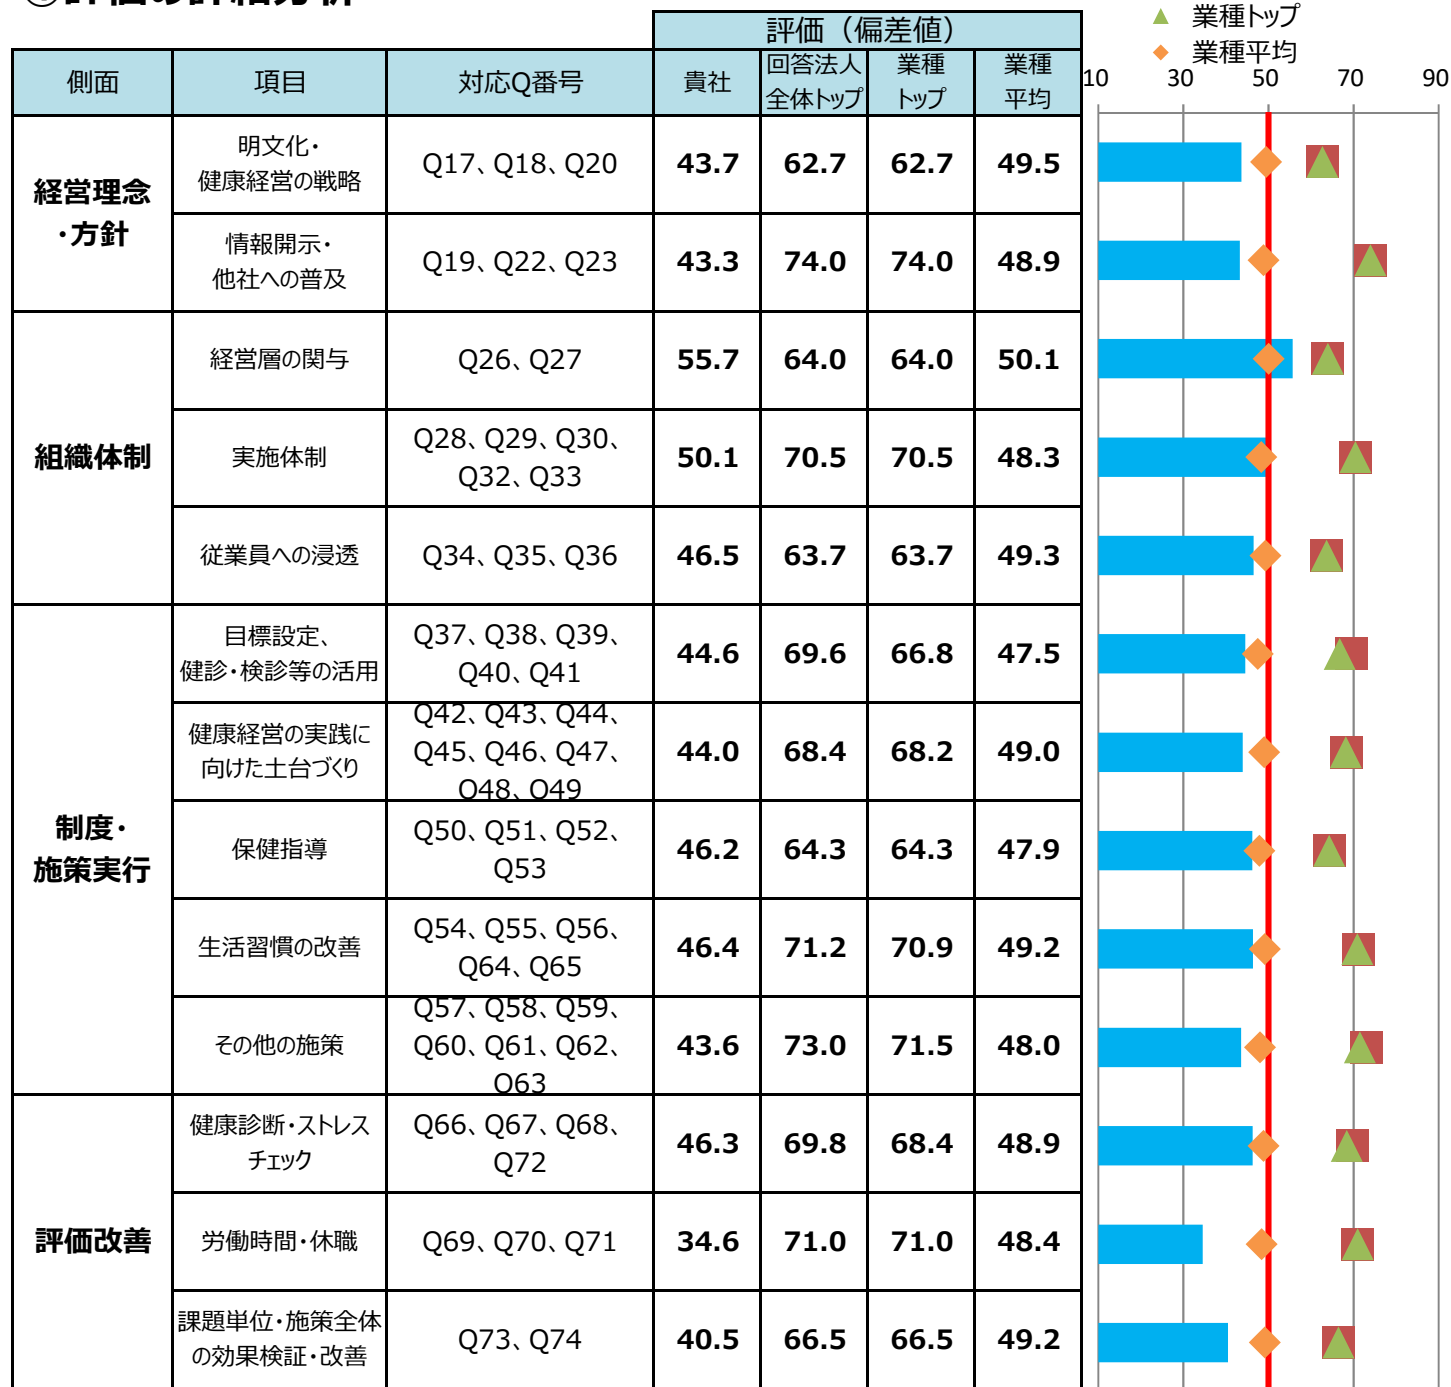 評価（偏差値）
側面 項目 対応Q番号 貴社 回答法人全体トップ 業種トップ 業種平均
経営理念・方針
明文化・
健康経営の戦略
Q17、Q18、Q20
43.7 62.7 62.7 49.5
情報開示・
他社への普及
Q19、Q22、Q23
43.3 74.0 74.0 48.9
組織体制
経営層の関与
Q26、Q27
55.7 64.0 64.0 50.1
実施体制
Q28、Q29、Q30、
Q32、Q33
50.1 70.5 70.5 48.3
従業員への浸透
Q34、Q35、Q36
46.5 63.7 63.7 49.3
制度・
施策実行
目標設定、
健診・検診等の活用
Q37、Q38、Q39、
Q40、Q41
44.6 69.6 66.8 47.5
健康経営の実践に
向けた土台づくり
Q42、Q43、Q44、
Q45、Q46、Q47、
Q48、Q49
44.0 68.4 68.2 49.0
保健指導
Q50、Q51、Q52、
Q53
46.2 64.3 64.3 47.9
生活習慣の改善
Q54、Q55、Q56、
Q64、Q65
46.4 71.2 70.9 49.2
その他の施策
Q57、Q58、Q59、
Q60、Q61、Q62、
Q63
43.6 73.0 71.5 48.0
評価改善
健康診断・ストレス
チェック
Q66、Q67、Q68、
Q72
46.3 69.8 68.4 48.9
労働時間・休職
Q69、Q70、Q71
34.6 71.0 71.0 48.4
課題単位・施策全体
の効果検証・改善
Q73、Q74
40.5 66.5 66.5 49.2
業種トップ
業種平均
10 30 50 70 90